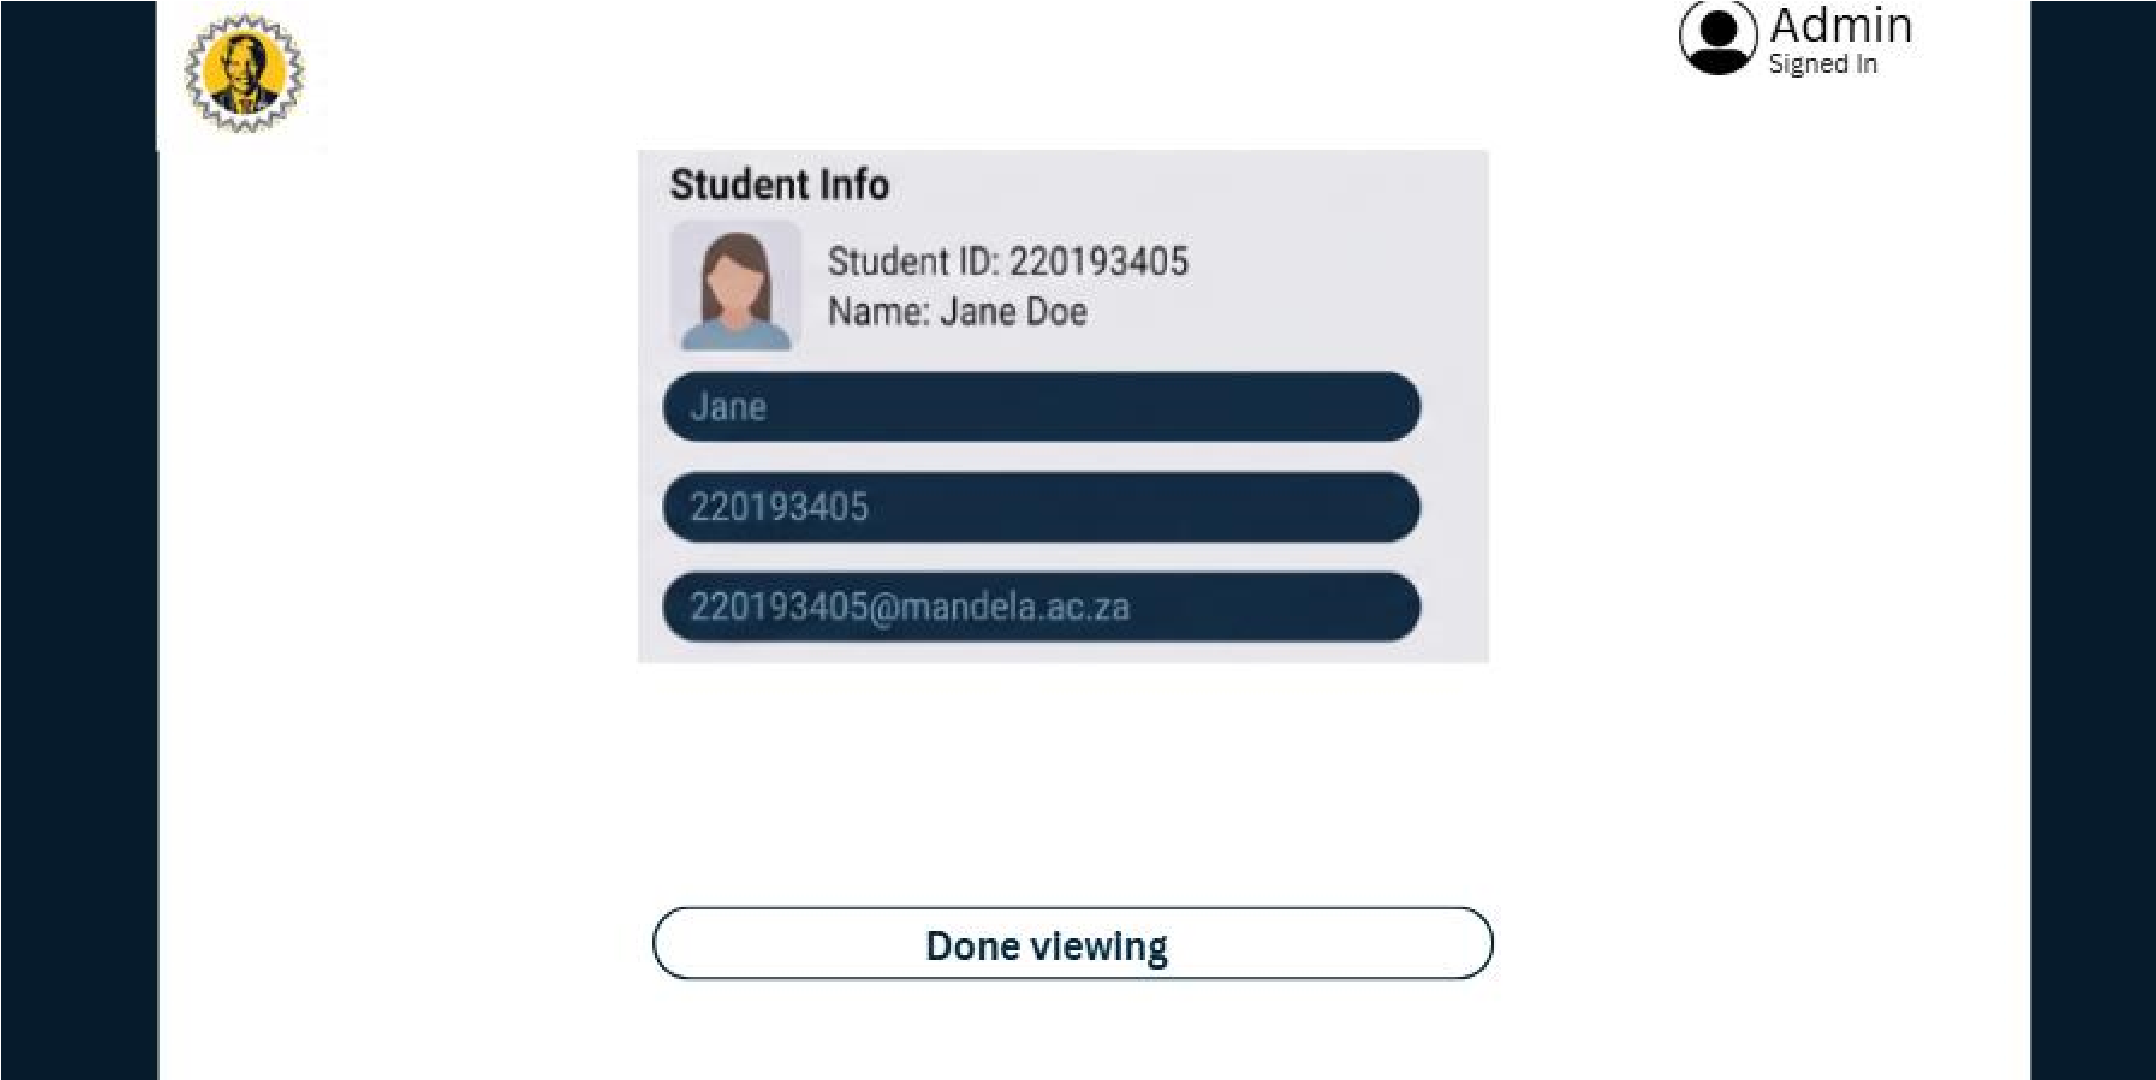 Admin
Signed In
Student Info
Student ID: 220193405
Name: Jane Doe
Jane
220193405
220193405@mandela.ac.za
Done viewing